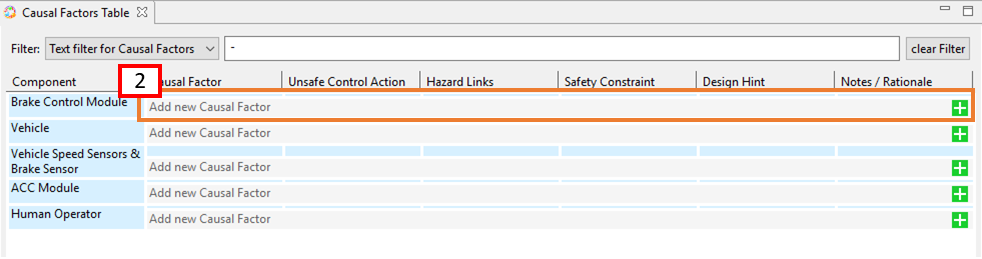 Causal Factors Table
Filter: Text filter for Causal Factors - clear Filter
Component 2 ausal Factor Unsafe Control Action Hazard Links Safety Constraint Design Hint Notes / Rationale
Brake Control Module Add new Causal Factor
Vehicle Add new Causal Factor
Vehicle Speed Sensors &
Brake Sensor Add new Causal Factor
ACC Module Add new Causal Factor
Human Operator Add new Causal Factor